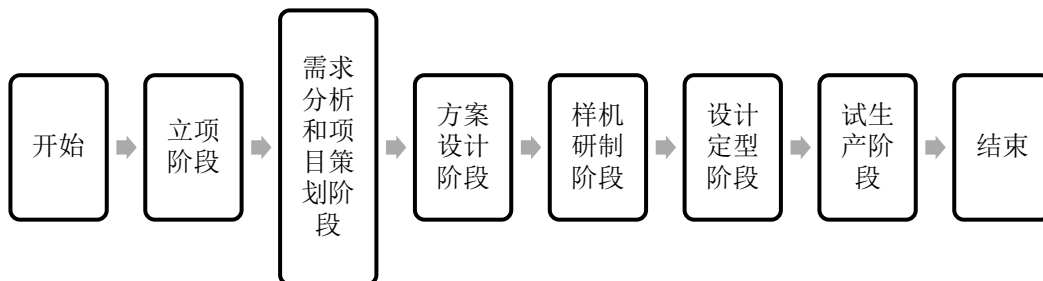 开始
立项
阶段
需求
分析
和项
目策
划阶
段
方案
设计
阶段
样机
研制
阶段
设计
定型
阶段
试生
产阶
段
结束